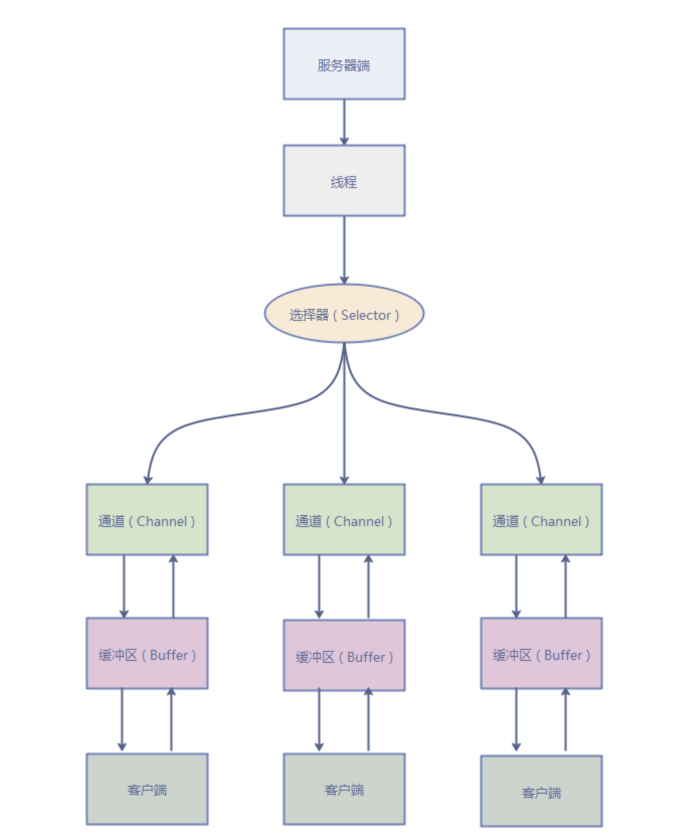 服务器端
线程
选择器 ( Selector )
通道 ( Channel )
通道 ( Channel )
通道 ( Channel )
缓冲区 ( Buffer )
缓冲区 ( Buffer )
缓冲区 ( Buffer )
客户端
客户端
客户端